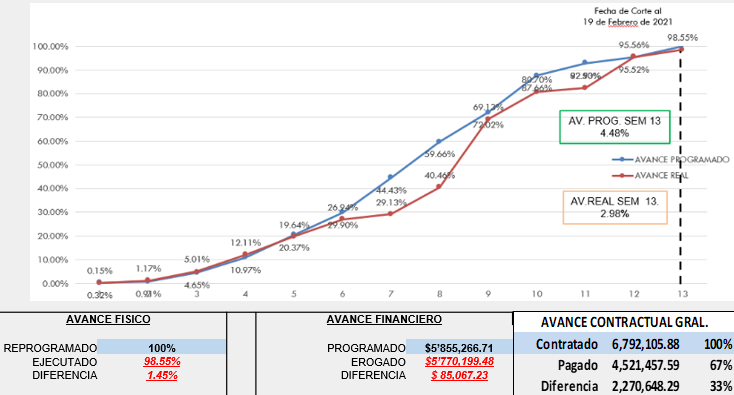 Fecha de Corte al
19 de Febrero de 2021
100.00%
90.00%
80.00%
70.00%
60.00%
50.00%
40.00%
30.00%
20.00%
10.00%
0.00%
0.15%
1.17%
5.01%
12.11%
19.64%
26.94%
29.13%
40.46%
69.13%
80.70%
95.56%
98.55%
0.32%
0.91%
4.65%
10.97%
20.37%
29.90%
44.43%
59.66%
72.02%
87.66%
95.52%
3
4
5
6
7
8
9
10
11
12
13
AV. PROG. SEM 13
4.48%
AVANCE PROGRAMADO
AVANCE REAL
AV.REAL SEM 13.
2.98%
AVANCE FISICO
REPROGRAMADO 100%
EJECUTADO 98.55%
DIFERENCIA 1.45%
AVANCE FINANCIERO
PROGRAMADO $5'855,266.71
EROGADO $5'770,199.48
DIFERENCIA $ 85,067.23
AVANCE CONTRACTUAL GRAL.
Contratado 6,792,105.88 100%
Pagado 4,521,457.59 67%
Diferencia 2,270,648.29 33%